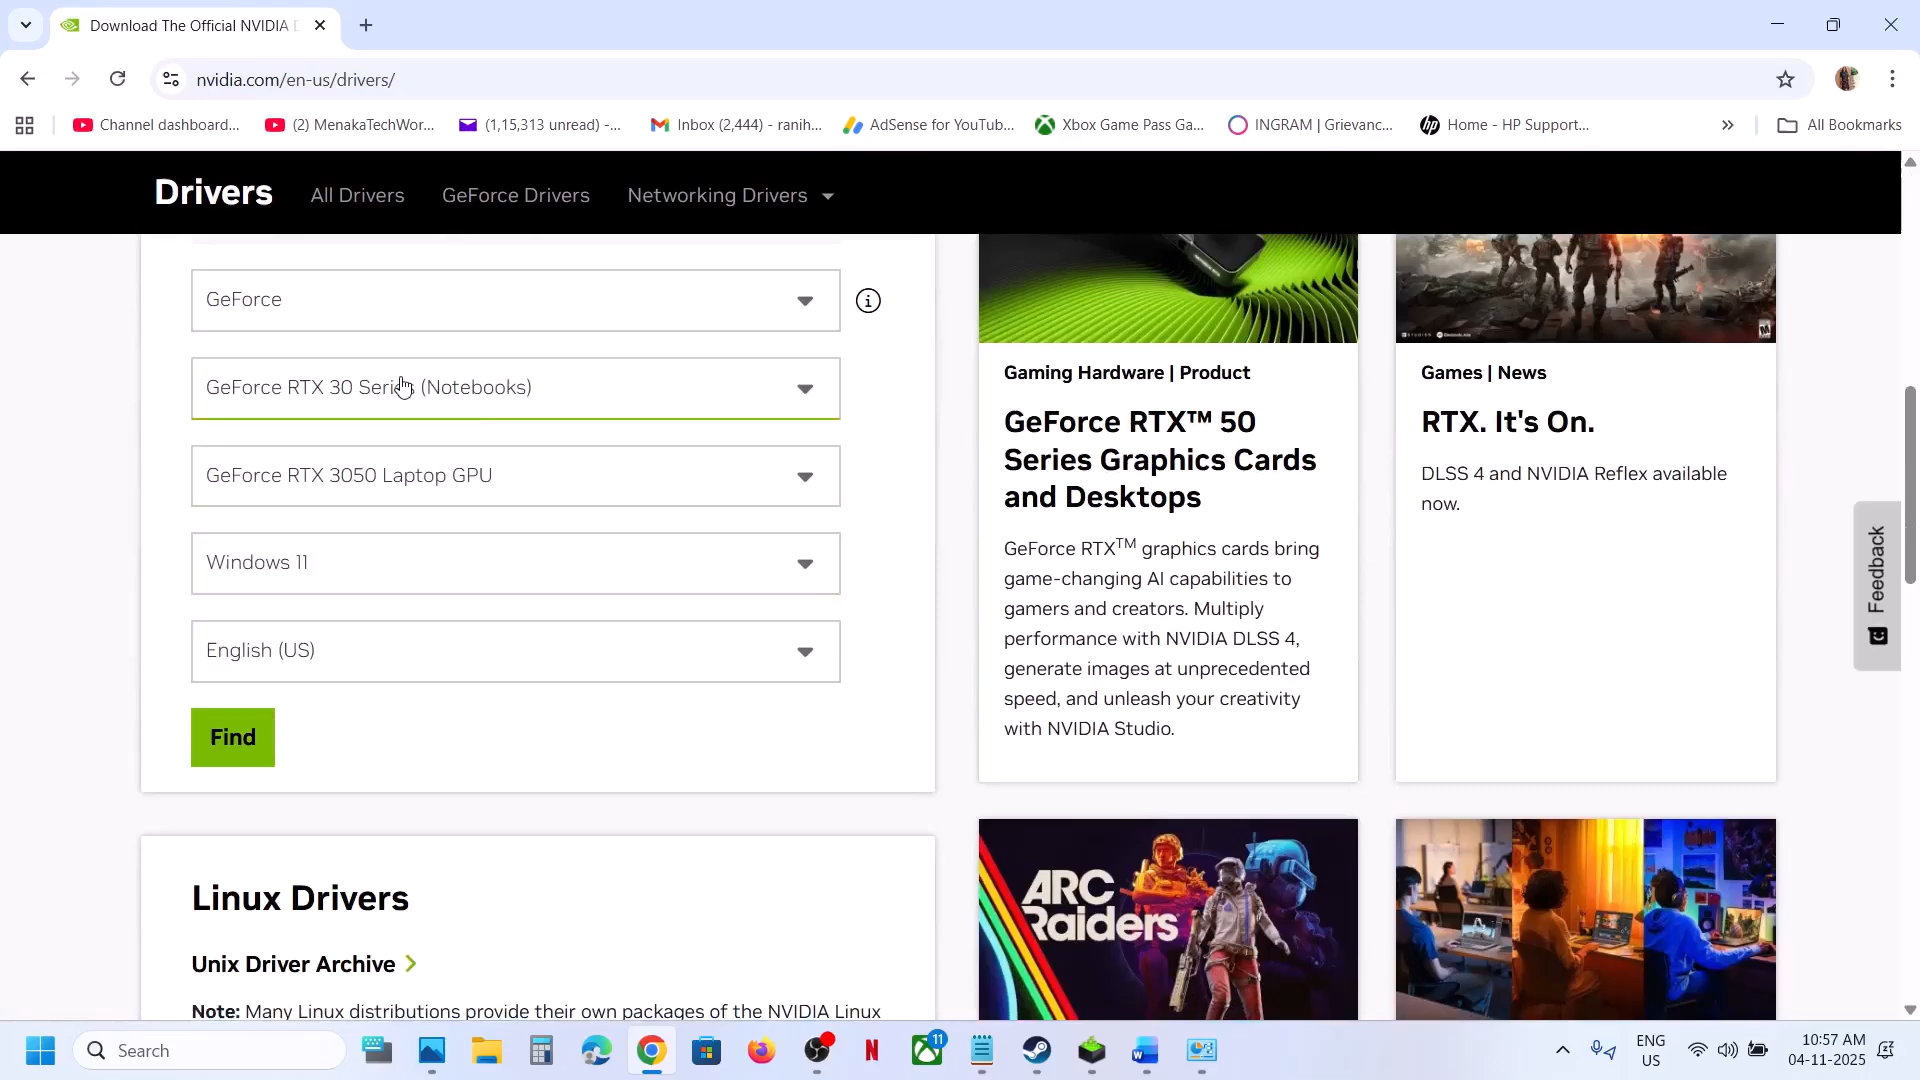 Download The Official NVIDIA
nvidia.com/en-us/drivers/
Channel dashboard...
(2) MenakaTechWor...
(1,15,313 unread) -...
Inbox (2,444) - ranih...
AdSense for YouTub...
Xbox Game Pass Ga...
INGRAM | Grievanc...
Home - HP Support...
»
All Bookmarks
Drivers
All Drivers
GeForce Drivers
Networking Drivers
GeForce
GeForce RTX 30 Series (Notebooks)
GeForce RTX 3050 Laptop GPU
Windows 11
English (US)
Find
Linux Drivers
Unix Driver Archive
Note: Many Linux distributions provide their own packages of the NVIDIA Linux
Gaming Hardware | Product
GeForce RTX™ 50
Series Graphics Cards
and Desktops
GeForce RTX™ graphics cards bring
game-changing AI capabilities to
gamers and creators. Multiply
performance with NVIDIA DLSS 4,
generate images at unprecedented
speed, and unleash your creativity
with NVIDIA Studio.
Games | News
RTX. It's On.
DLSS 4 and NVIDIA Reflex available
now.
ARC
Raiders
Feedback
Search
11
ENG
US
10:57 AM
04-11-2025